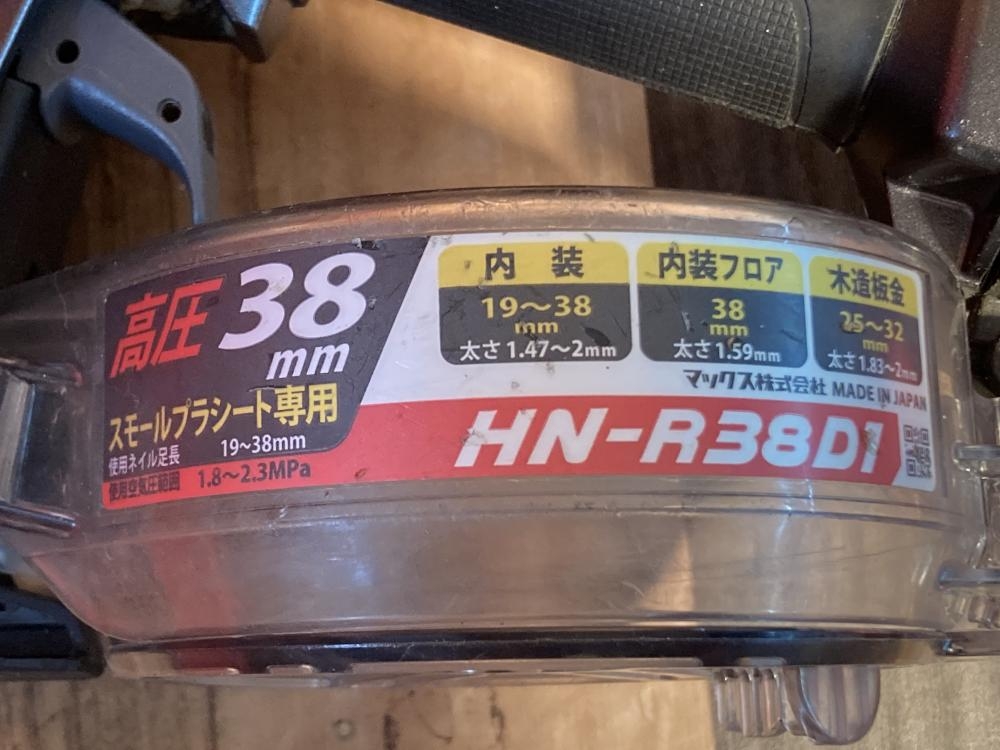 高圧 38
mm
スモールプラシート専用
使用ネイル足長 19~38mm
使用空気圧範囲 1.8~2.3MPa
内 装
19~38
mm
太さ1.47~2mm
内装フロア
38
mm
太さ1.59mm
木造板金
25~32
mm
太さ1.83~2mm
マックス株式会社 MADE IN JAPAN
HN-R38D1